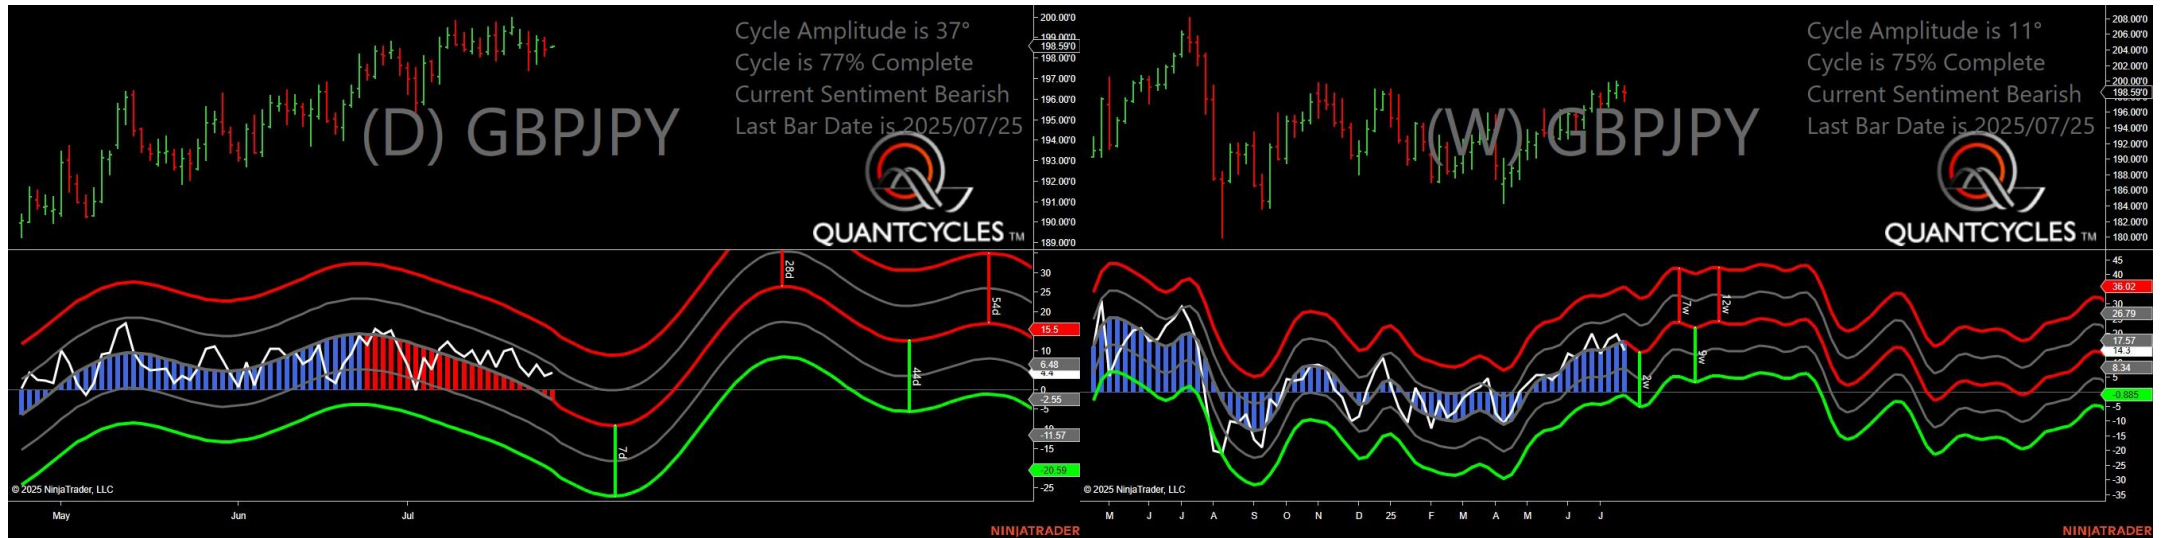 Cycle Amplitude is 37°
Cycle is 77% Complete
Current Sentiment Bearish
Last Bar Date is 2025/07/25
(D) GBPJPY
QUANTCYCLES TM
200.00'0
199.00'0
198.59'0
197.00'0
196.00'0
194.00'0
193.00'0
192.00'0
191.00'0
190.00'0
189.00'0
28d
54d
44d
7d
30
25
20
15.5
10
6.48
4.4
0
-2.55
-5
-11.57
-15
-20.59
-25
© 2025 NinjaTrader, LLC
May
Jun
Jul
NINJATRADER
Cycle Amplitude is 11°
Cycle is 75% Complete
Current Sentiment Bearish
Last Bar Date is 2025/07/25
(W) GBPJPY
QUANTCYCLES TM
208.00'0
206.00'0
204.00'0
202.00'0
200.00'0
198.59'0
196.00'0
194.00'0
192.00'0
190.00'0
188.00'0
186.00'0
184.00'0
182.00'0
180.00'0
7w
12w
9w
2w
45
40
36.02
30
26.79
17.57
14.3
8.34
5
-0.885
-5
-10
-15
-20
-25
-30
-35
© 2025 NinjaTrader, LLC
M J J A S O N D 25 F M A M J J
NINJATRADER